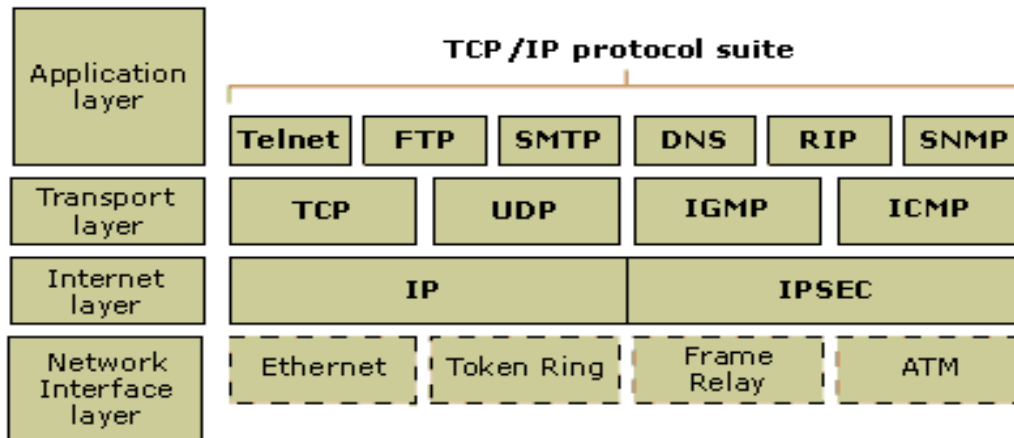 TCP/IP protocol suite
Application
layer
Telnet FTP SMTP DNS RIP SNMP
Transport
layer
TCP UDP IGMP ICMP
Internet
layer
IP IPSEC
Network
Interface
layer
Ethernet Token Ring Frame
Relay ATM